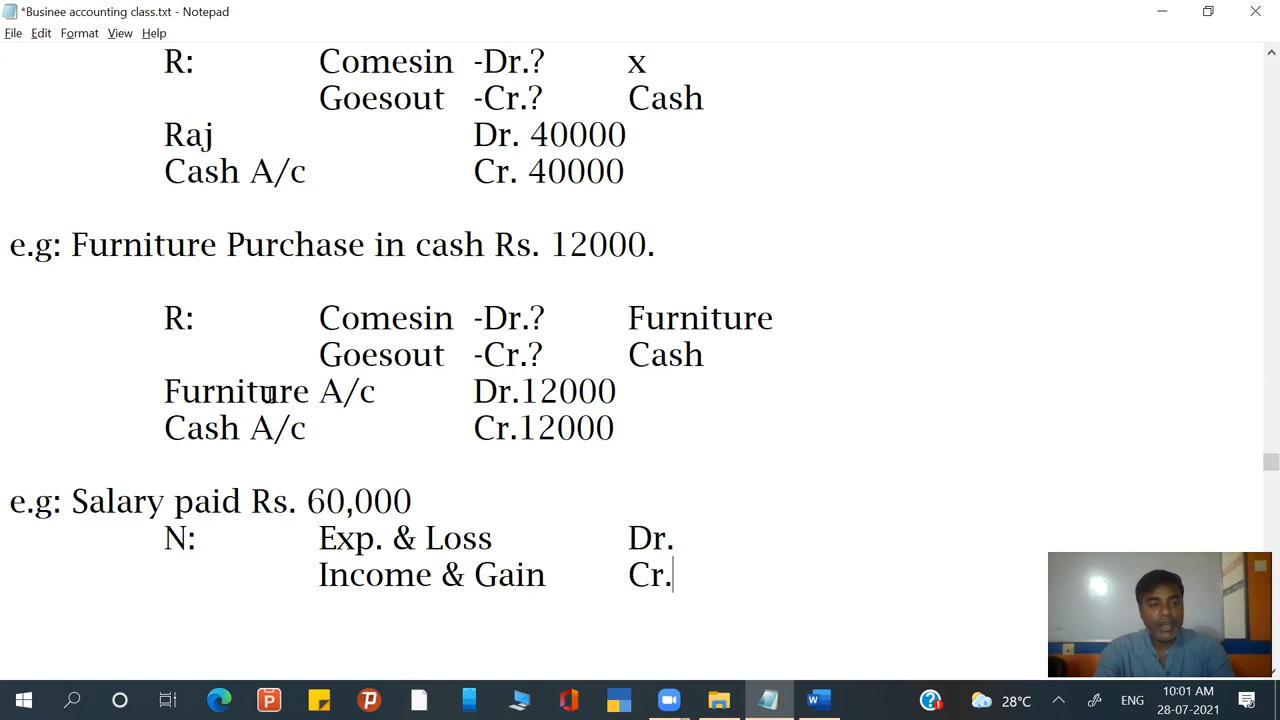 *Businee accounting class.txt - Notepad
File Edit Format View Help
R: Comesin -Dr.? x
Goesout -Cr.? Cash
Raj Dr. 40000
Cash A/c Cr. 40000
e.g: Furniture Purchase in cash Rs. 12000.
R: Comesin -Dr.? Furniture
Goesout -Cr.? Cash
Furniture A/c Dr.12000
Cash A/c Cr.12000
e.g: Salary paid Rs. 60,000
N: Exp. & Loss Dr.
Income & Gain Cr.
28°C ENG 10:01 AM
28-07-2021